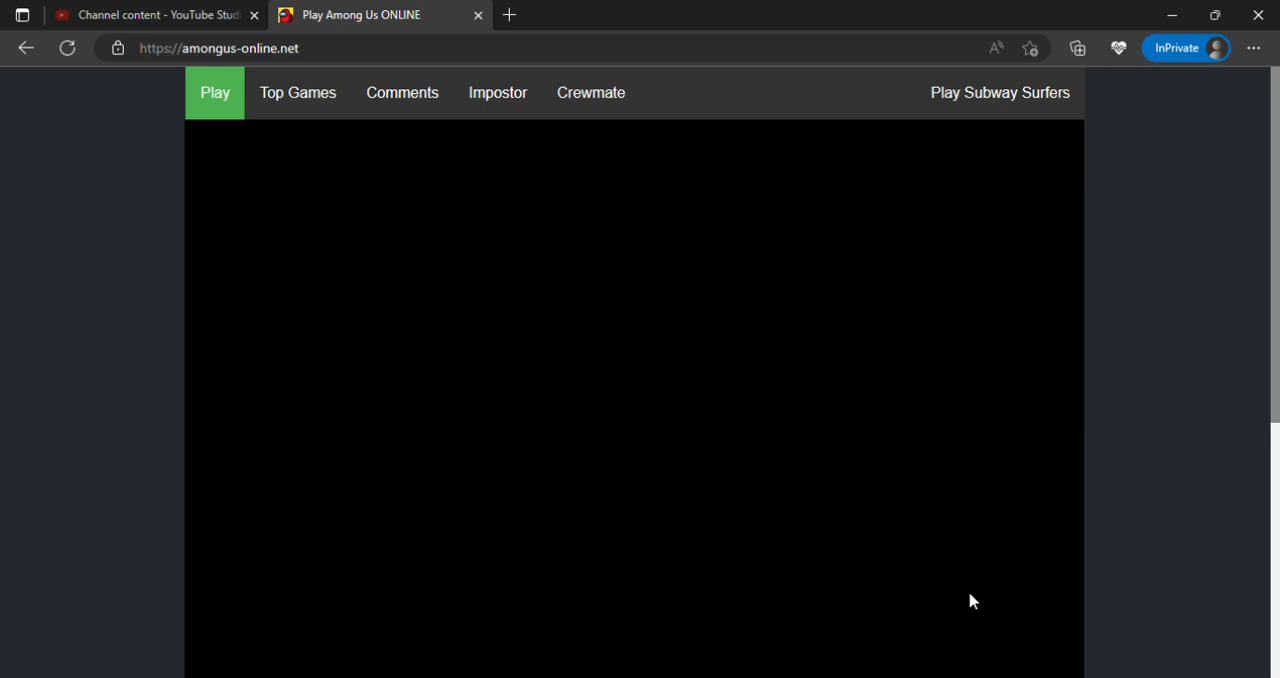 Channel content - YouTube Studi
Play Among Us ONLINE
https://amongus-online.net
A
InPrivate
Play
Top Games
Comments
Impostor
Crewmate
Play Subway Surfers